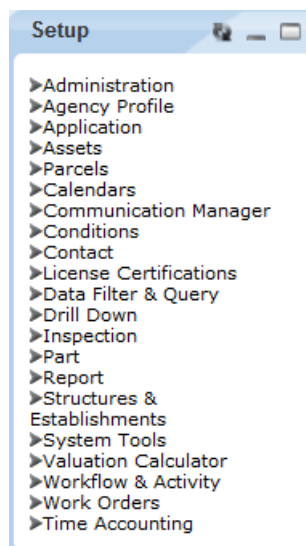 Setup
Administration
Agency Profile
Application
Assets
Parcels
Calendars
Communication Manager
Conditions
Contact
License Certifications
Data Filter & Query
Drill Down
Inspection
Part
Report
Structures &
Establishments
System Tools
Valuation Calculator
Workflow & Activity
Work Orders
Time Accounting